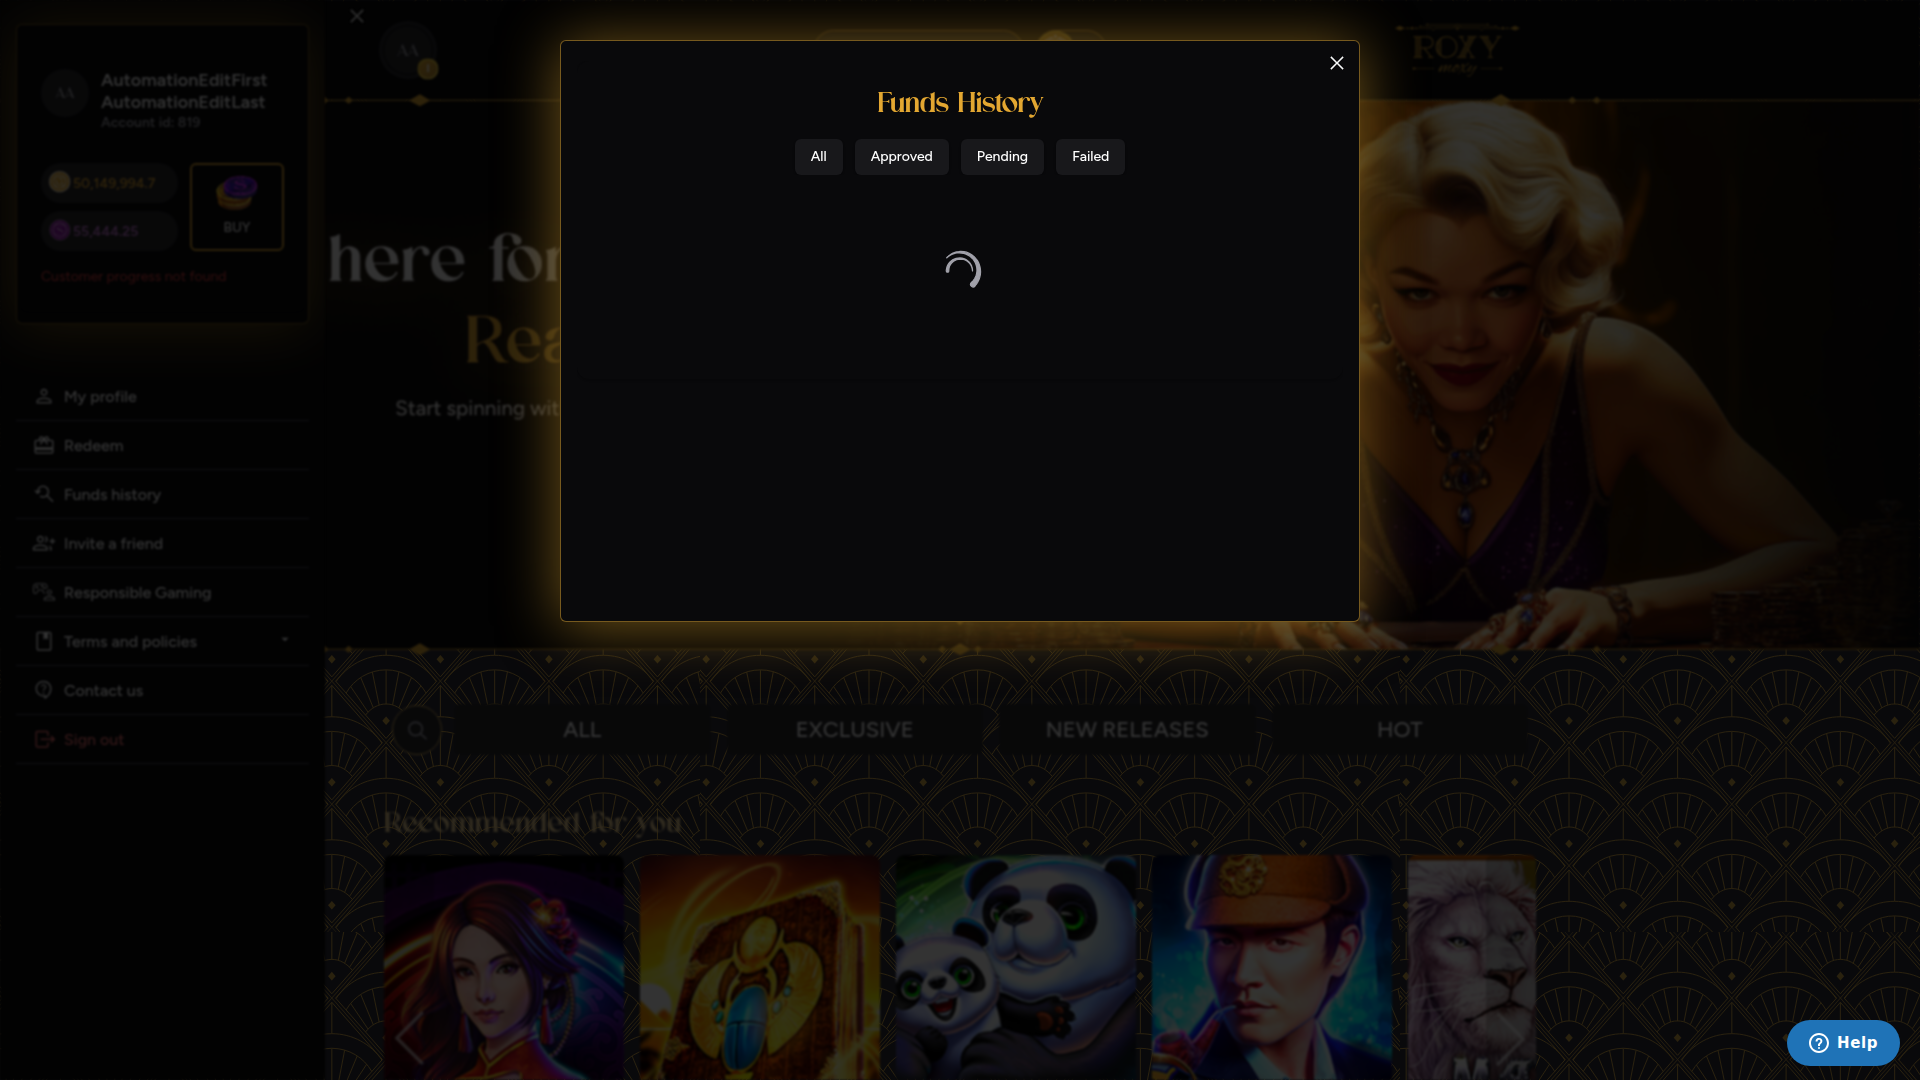 AA
AutomationEditFirst
AutomationEditLast
Account id: 819
50,149,994.7
55,444.25
BUY
Customer progress not found
My profile
Redeem
Funds history
Invite a friend
Responsible Gaming
Terms and policies
Contact us
Sign out
AA
ROXY
moxy
here for
Rea
Start spinning wit
Funds History
All
Approved
Pending
Failed
ALL
EXCLUSIVE
NEW RELEASES
HOT
Recommended for you
Help